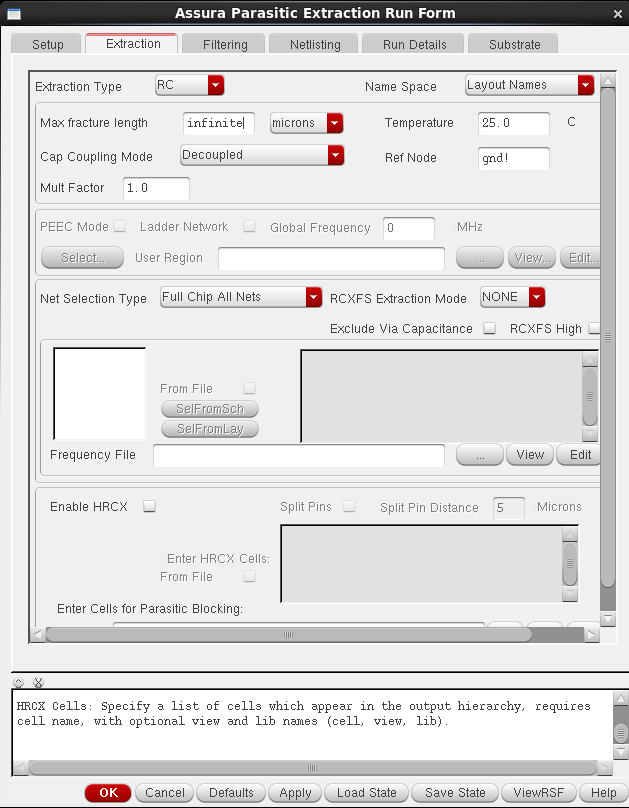 Assura Parasitic Extraction Run Form
Setup Extraction Filtering Netlisting Run Details Substrate
Extraction Type RC Name Space Layout Names
Max fracture length infinite microns Temperature 25.0 C
Cap Coupling Mode Decoupled Ref Node gnd!
Mult Factor 1.0
PEEC Mode Ladder Network Global Frequency 0 MHz
Select... User Region ... View... Edit...
Net Selection Type Full Chip All Nets RCXFS Extraction Mode NONE
Exclude Via Capacitance RCXFS High
From File
SelFromSch
SelFromLay
Frequency File ... View Edit
Enable HRCX Split Pins Split Pin Distance 5 Microns
Enter HRCX Cells:
From File
Enter Cells for Parasitic Blocking:
HRCX Cells: Specify a list of cells which appear in the output hierarchy, requires
cell name, with optional view and lib names (cell, view, lib).
OK Cancel Defaults Apply Load State Save State ViewRSF Help